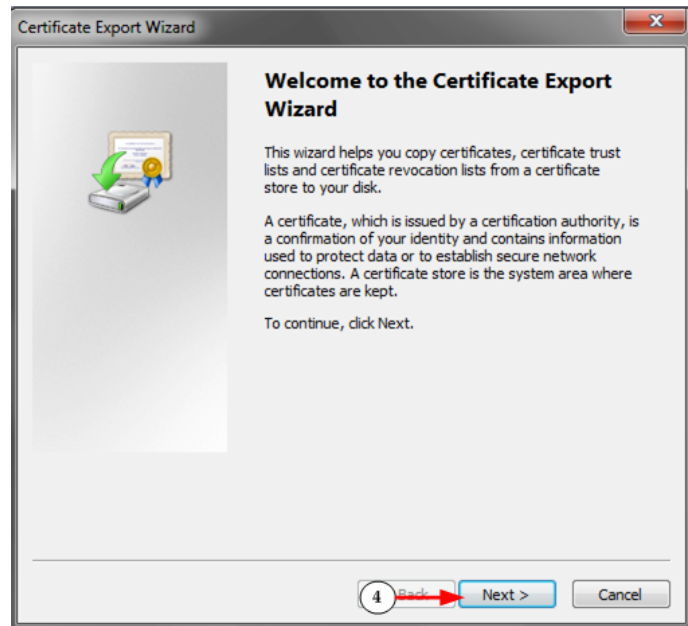 Certificate Export Wizard
Welcome to the Certificate Export
Wizard
This wizard helps you copy certificates, certificate trust
lists and certificate revocation lists from a certificate
store to your disk.
A certificate, which is issued by a certification authority, is
a confirmation of your identity and contains information
used to protect data or to establish secure network
connections. A certificate store is the system area where
certificates are kept.
To continue, click Next.
4 Back Next > Cancel